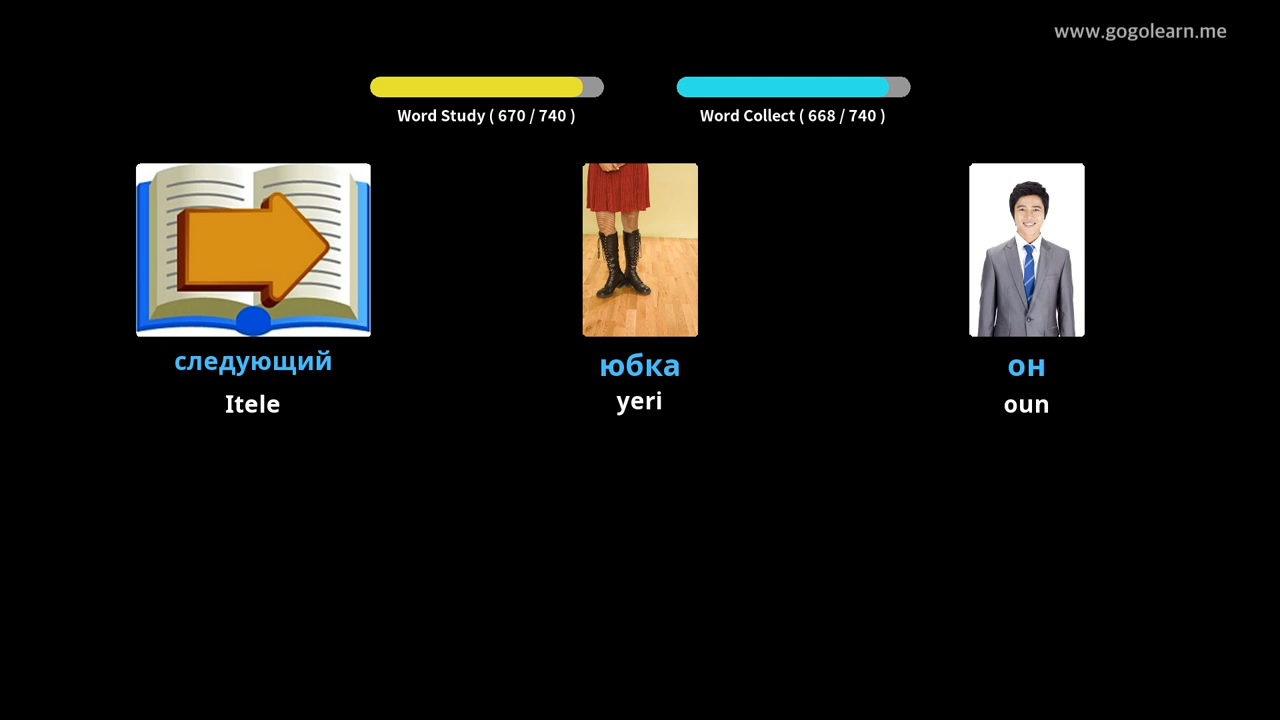 www.gogolearn.me
Word Study ( 670 / 740 )
Word Collect ( 668 / 740 )
следующий
юбка
он
Itele
yeri
oun